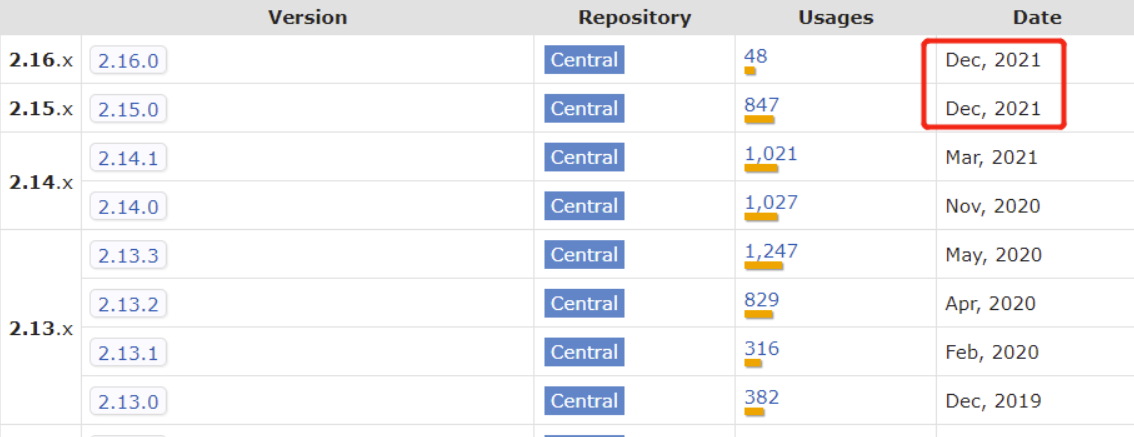 Version Repository Usages Date
2.16.x 2.16.0 Central 48 Dec, 2021
2.15.x 2.15.0 Central 847 Dec, 2021
2.14.x 2.14.1 Central 1,021 Mar, 2021
2.14.0 Central 1,027 Nov, 2020
2.13.x 2.13.3 Central 1,247 May, 2020
2.13.2 Central 829 Apr, 2020
2.13.1 Central 316 Feb, 2020
2.13.0 Central 382 Dec, 2019